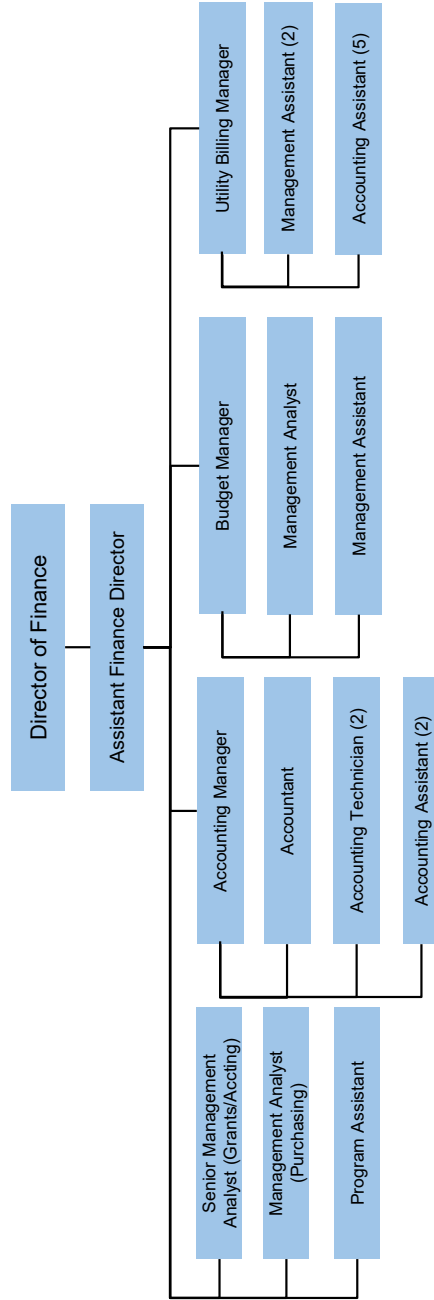 Director of Finance
Assistant Finance Director
Senior Management
Analyst (Grants/Accting)
Management Analyst
(Purchasing)
Program Assistant
Accounting Manager
Accountant
Accounting Technician (2)
Accounting Assistant (2)
Budget Manager
Management Analyst
Management Assistant
Utility Billing Manager
Management Assistant (2)
Accounting Assistant (5)